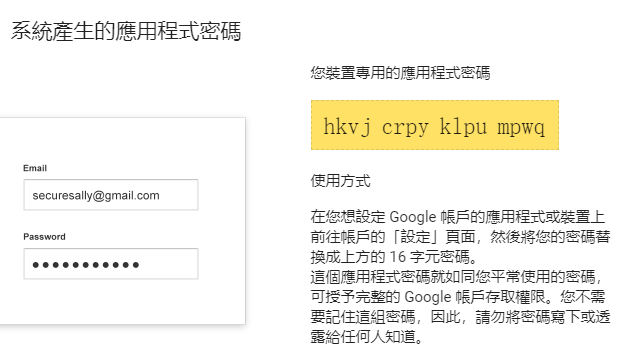 系統產生的應用程式密碼
您裝置專用的應用程式密碼
hkvj crpy klpu mpwq
Email
securesally@gmail.com
Password
●●●●●●●●●●●
使用方式
在您想設定 Google 帳戶的應用程式或裝置上
前往帳戶的「設定」頁面，然後將您的密碼替
換成上方的 16 字元密碼。
這個應用程式密碼就如同您平常使用的密碼，
可授予完整的 Google 帳戶存取權限。您不需
要記住這組密碼，因此，請勿將密碼寫下或透
露給任何人知道。